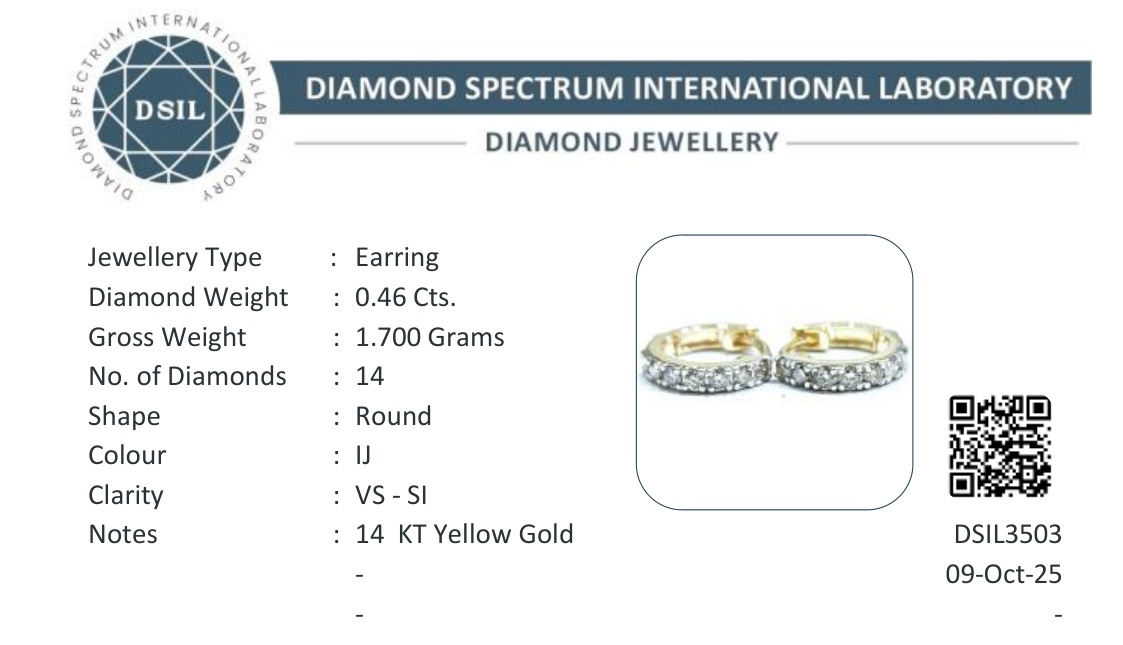 DIAMOND SPECTRUM INTERNATIONAL LABORATORY
DSIL
DIAMOND SPECTRUM INTERNATIONAL LABORATORY
DIAMOND JEWELLERY
Jewellery Type : Earring
Diamond Weight : 0.46 Cts.
Gross Weight : 1.700 Grams
No. of Diamonds : 14
Shape : Round
Colour : IJ
Clarity : VS - SI
Notes : 14 KT Yellow Gold
-
-
DSIL3503
09-Oct-25
-